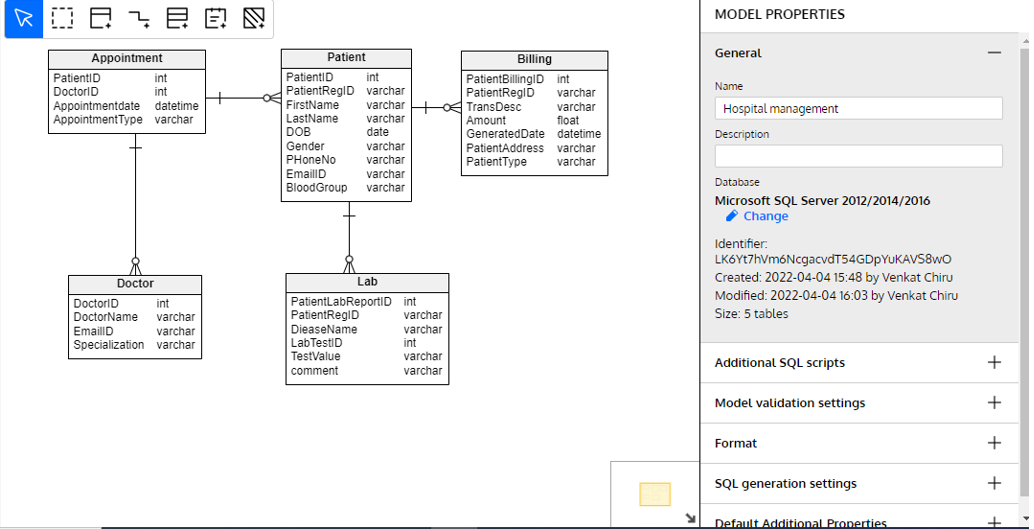 MODEL PROPERTIES
Appointment
PatientID int
DoctorID int
Appointmentdate datetime
AppointmentType varchar
Patient
PatientID int
PatientRegID varchar
FirstName varchar
LastName varchar
DOB date
Gender varchar
PHoneNo varchar
EmailID varchar
BloodGroup varchar
Billing
PatientBillingID int
PatientRegID varchar
TransDesc varchar
Amount float
GeneratedDate datetime
PatientAddress varchar
PatientType varchar
Doctor
DoctorID int
DoctorName varchar
EmailID varchar
Specialization varchar
Lab
PatientLabReportID int
PatientRegID varchar
DieaseName varchar
LabTestID int
TestValue varchar
comment varchar
General
Name
Hospital management
Description
Database
Microsoft SQL Server 2012/2014/2016
Change
Identifier:
LK6Yt7hVm6NcgacvdT54GDpYuKAVS8wO
Created: 2022-04-04 15:48 by Venkat Chiru
Modified: 2022-04-04 16:03 by Venkat Chiru
Size: 5 tables
Additional SQL scripts
Model validation settings
Format
SQL generation settings
Default Additional Properties